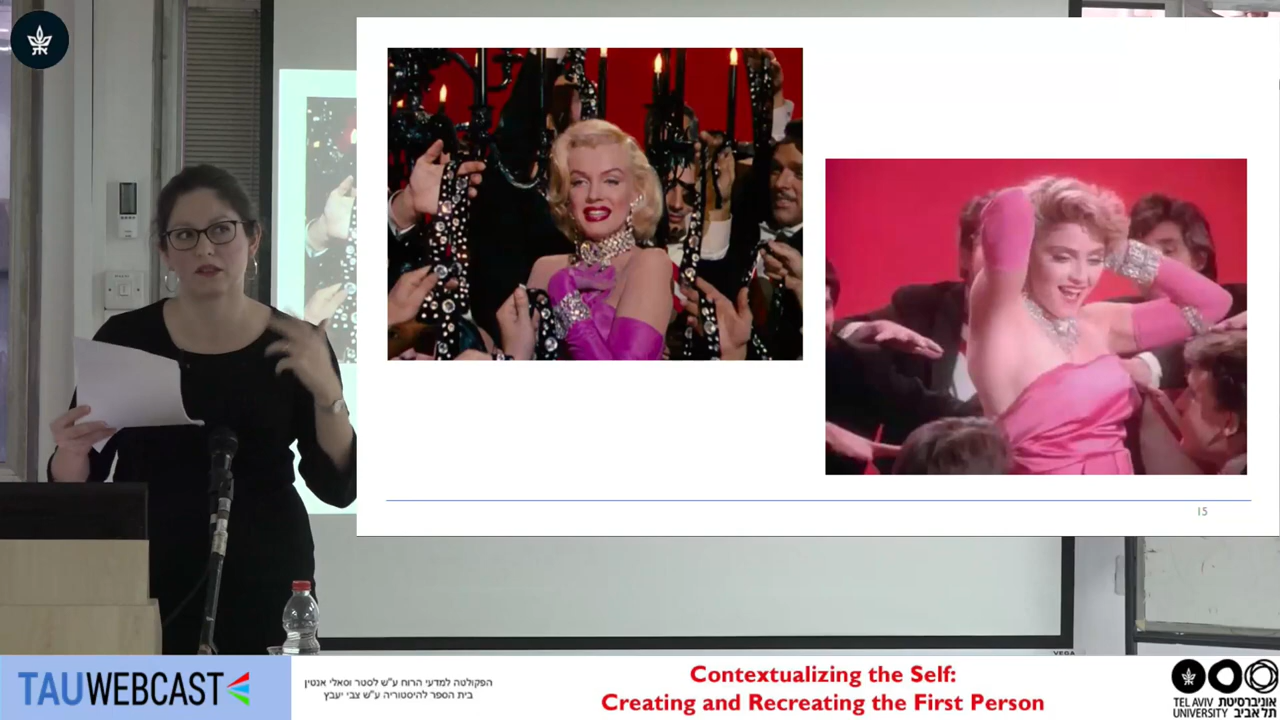 15
VEGA
TAUWEBCAST
הפקולטה למדעי הרוח ע"ש לסטר וסאלי אנטין
בית הספר להיסטוריה ע"ש צבי יעבץ
Contextualizing the Self:
Creating and Recreating the First Person
TEL AVIV אוניברסיטת
UNIVERSITY תל אביב